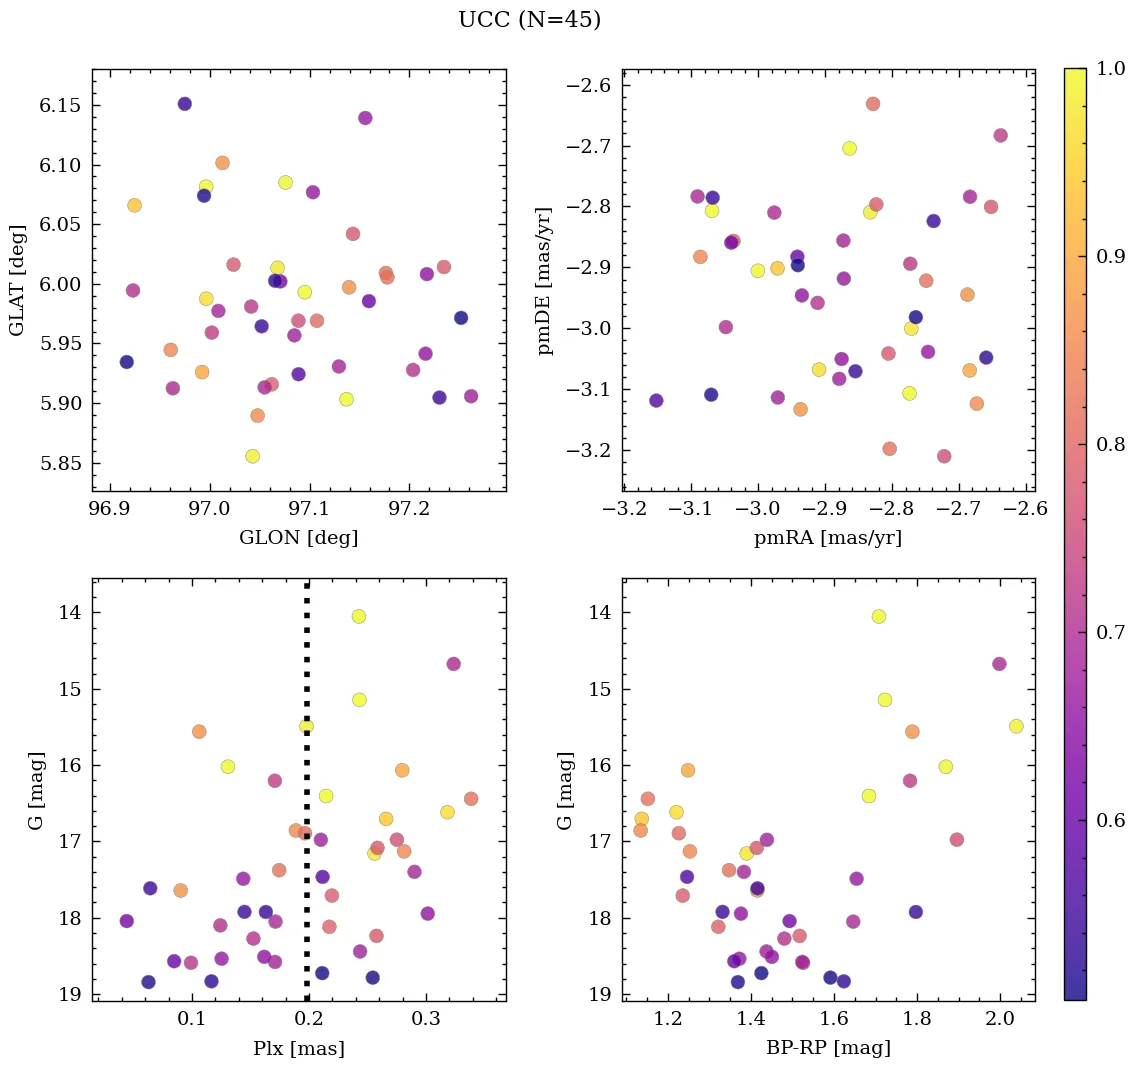 UCC (N=45)
6.15
6.10
6.05
6.00
5.95
5.90
5.85
GLAT [deg]
96.9 97.0 97.1 97.2
GLON [deg]
−2.6
−2.7
−2.8
−2.9
−3.0
−3.1
−3.2
pmDE [mas/yr]
−3.2 −3.1 −3.0 −2.9 −2.8 −2.7 −2.6
pmRA [mas/yr]
14
15
16
17
18
19
G [mag]
0.1 0.2 0.3
Plx [mas]
14
15
16
17
18
19
G [mag]
1.2 1.4 1.6 1.8 2.0
BP-RP [mag]
1.0
0.9
0.8
0.7
0.6